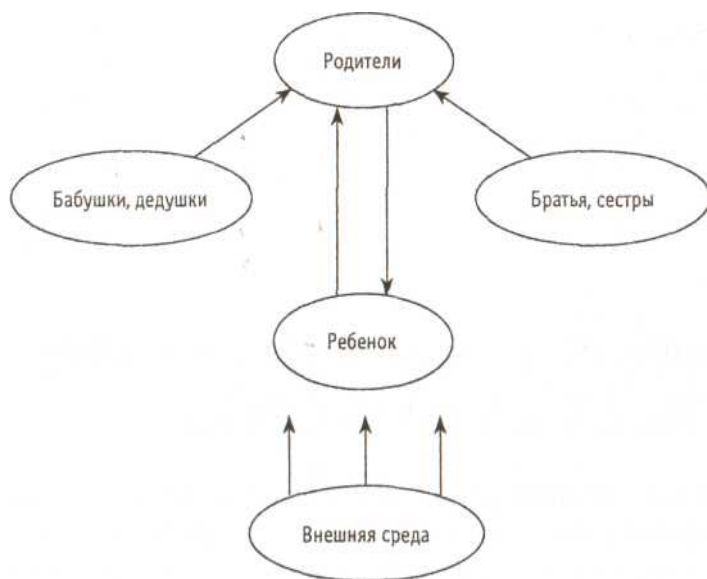 Родители
Бабушки, дедушки
Братья, сестры
Ребенок
Внешняя среда